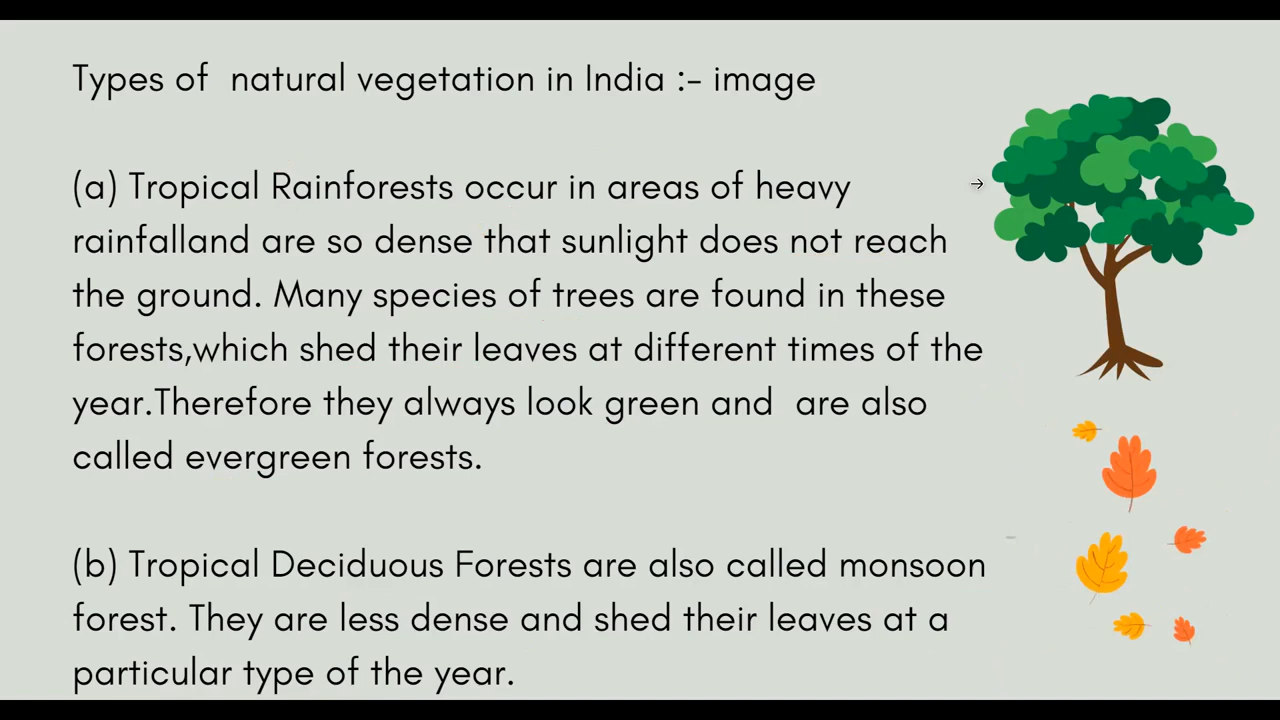 Types of  natural vegetation in India :- image
(a) Tropical Rainforests occur in areas of heavy
rainfalland are so dense that sunlight does not reach
the ground. Many species of trees are found in these
forests,which shed their leaves at different times of the
year.Therefore they always look green and  are also
called evergreen forests.
(b) Tropical Deciduous Forests are also called monsoon
forest. They are less dense and shed their leaves at a
particular type of the year.